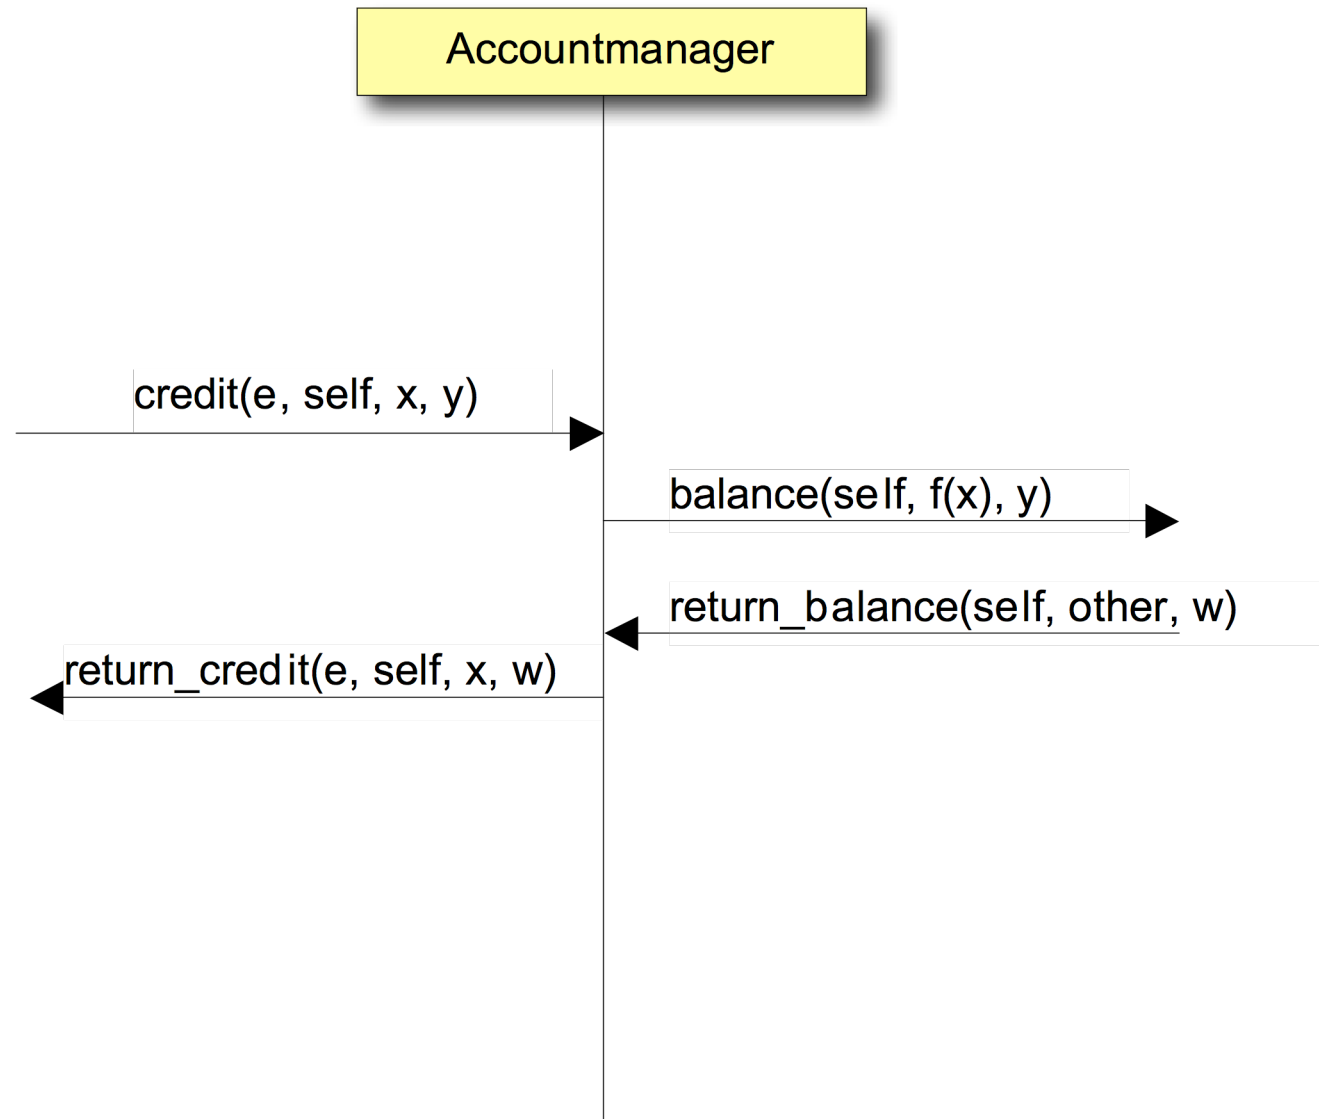 Accountmanager
credit(e, self, x, y)
balance(self, f(x), y)
return_balance(self, other, w)
return_credit(e, self, x, w)